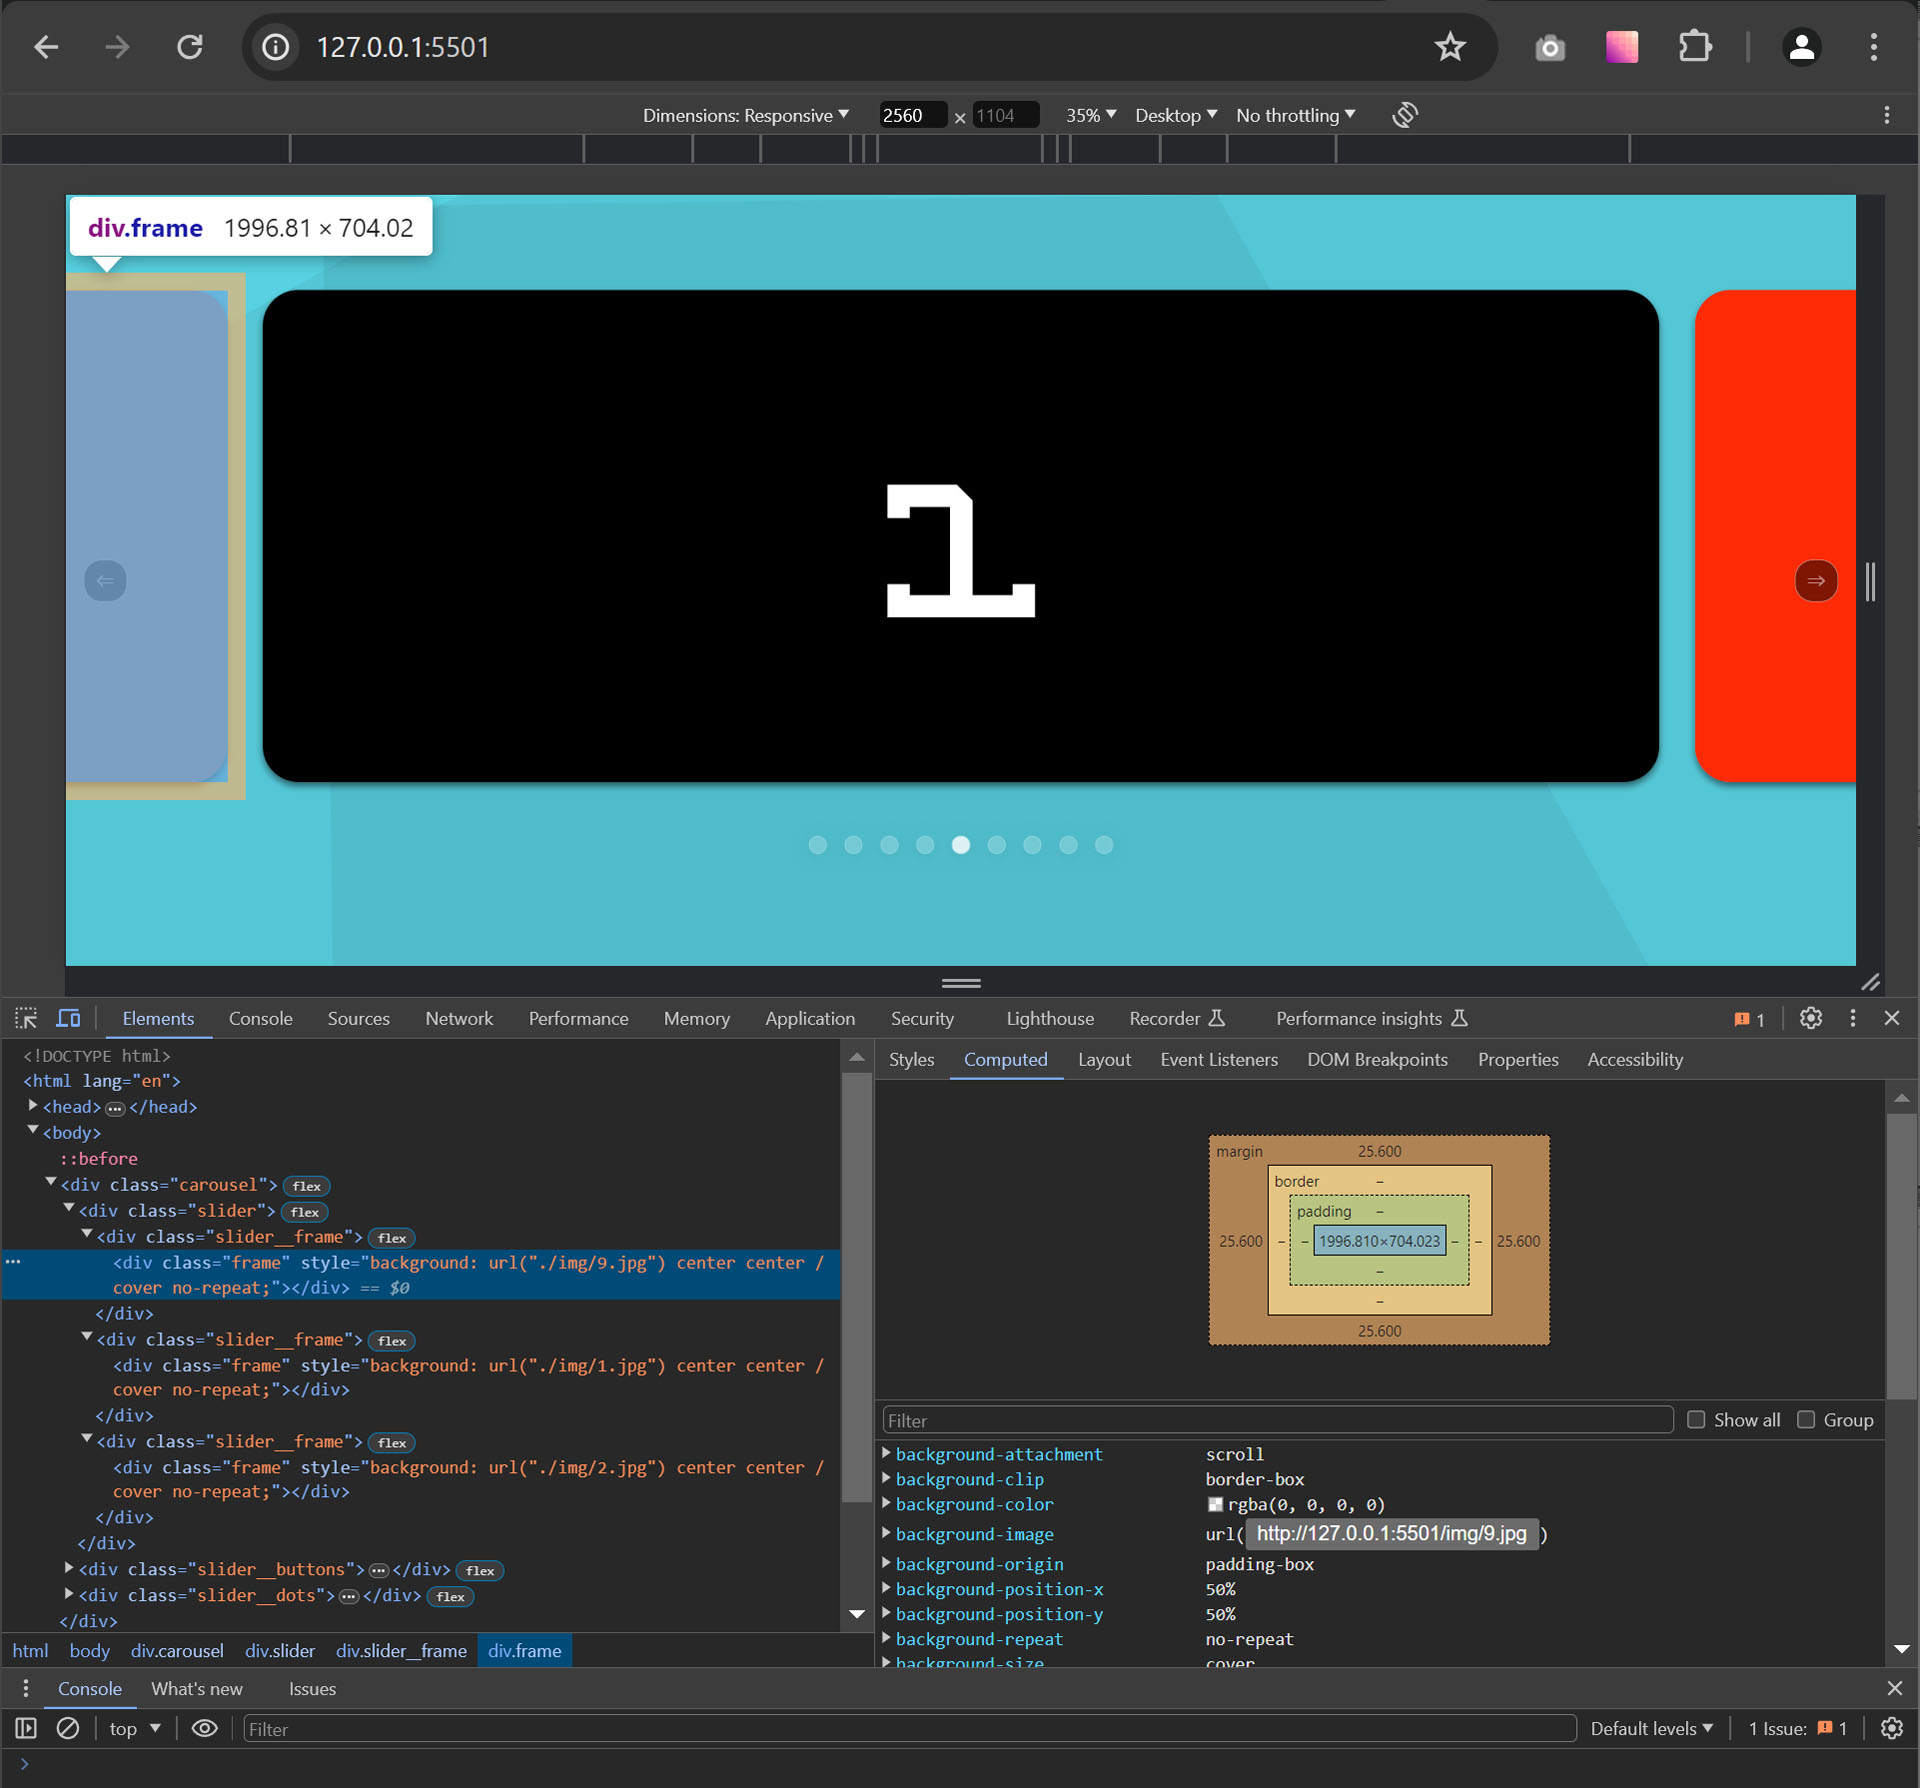 127.0.0.1:5501
Dimensions: Responsive 2560 × 1104 35% Desktop No throttling
div.frame 1996.81 × 704.02
1
⇐
⇒
Elements Console Sources Network Performance Memory Application Security Lighthouse Recorder Performance insights 1
<!DOCTYPE html>
<html lang="en">
<head> ••• </head>
<body>
::before
<div class="carousel"> flex
<div class="slider"> flex
<div class="slider__frame"> flex
<div class="frame" style="background: url("./img/9.jpg") center center /
cover no-repeat;"></div> == $0
</div>
<div class="slider__frame"> flex
<div class="frame" style="background: url("./img/1.jpg") center center /
cover no-repeat;"></div>
</div>
<div class="slider__frame"> flex
<div class="frame" style="background: url("./img/2.jpg") center center /
cover no-repeat;"></div>
</div>
</div>
<div class="slider__buttons"> ••• </div> flex
<div class="slider__dots"> ••• </div> flex
</div>
html body div.carousel div.slider div.slider__frame div.frame
Styles Computed Layout Event Listeners DOM Breakpoints Properties Accessibility
margin 25.600
border –
padding –
25.600 – – 1996.810×704.023 – – 25.600
–
–
25.600
Filter Show all Group
background-attachment scroll
background-clip border-box
background-color rgba(0, 0, 0, 0)
background-image url( http://127.0.0.1:5501/img/9.jpg )
background-origin padding-box
background-position-x 50%
background-position-y 50%
background-repeat no-repeat
background-size cover
Console What's new Issues
top Filter Default levels 1 Issue: 1
>